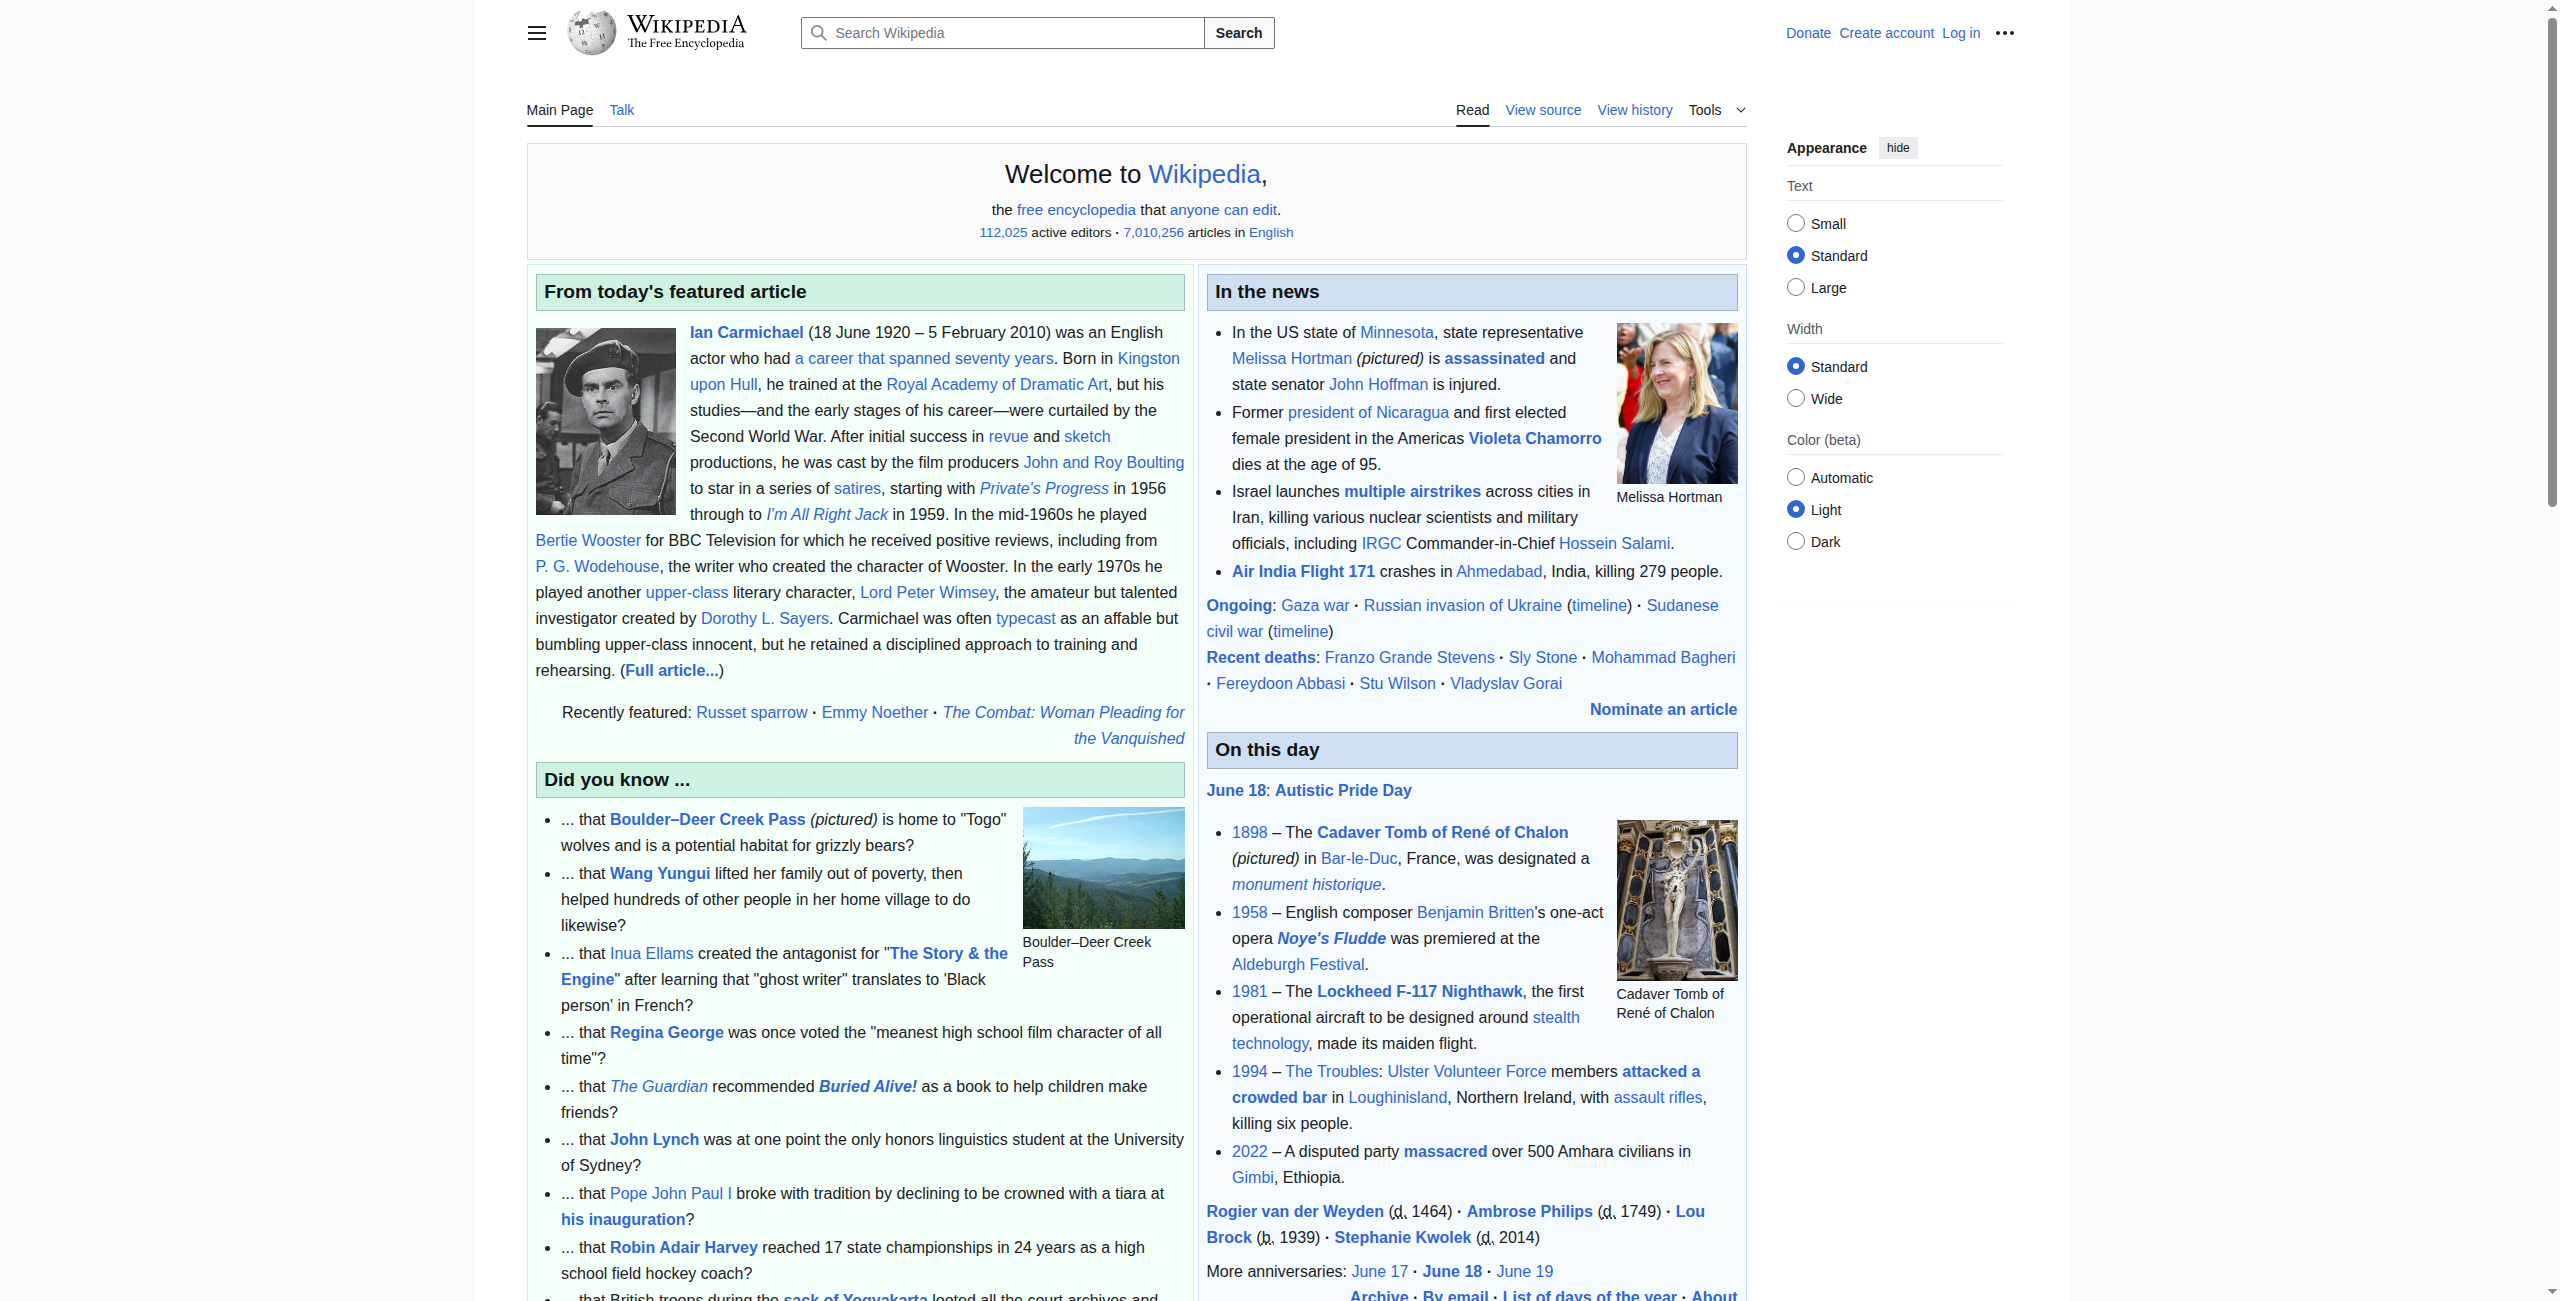 WIKIPEDIA
The Free Encyclopedia
Search Wikipedia
Search
Donate Create account Log in
Main Page Talk
Read View source View history Tools
Welcome to Wikipedia,
the free encyclopedia that anyone can edit.
112,025 active editors · 7,010,256 articles in English
From today's featured article
Ian Carmichael (18 June 1920 – 5 February 2010) was an English
actor who had a career that spanned seventy years. Born in Kingston
upon Hull, he trained at the Royal Academy of Dramatic Art, but his
studies—and the early stages of his career—were curtailed by the
Second World War. After initial success in revue and sketch
productions, he was cast by the film producers John and Roy Boulting
to star in a series of satires, starting with Private's Progress in 1956
through to I'm All Right Jack in 1959. In the mid-1960s he played
Bertie Wooster for BBC Television for which he received positive reviews, including from
P. G. Wodehouse, the writer who created the character of Wooster. In the early 1970s he
played another upper-class literary character, Lord Peter Wimsey, the amateur but talented
investigator created by Dorothy L. Sayers. Carmichael was often typecast as an affable but
bumbling upper-class innocent, but he retained a disciplined approach to training and
rehearsing. (Full article...)
Recently featured: Russet sparrow · Emmy Noether · The Combat: Woman Pleading for
the Vanquished
Did you know ...
... that Boulder–Deer Creek Pass (pictured) is home to "Togo"
wolves and is a potential habitat for grizzly bears?
... that Wang Yungui lifted her family out of poverty, then
helped hundreds of other people in her home village to do
likewise?
... that Inua Ellams created the antagonist for "The Story & the
Engine" after learning that "ghost writer" translates to 'Black
person' in French?
Boulder–Deer Creek
Pass
... that Regina George was once voted the "meanest high school film character of all
time"?
... that The Guardian recommended Buried Alive! as a book to help children make
friends?
... that John Lynch was at one point the only honors linguistics student at the University
of Sydney?
... that Pope John Paul I broke with tradition by declining to be crowned with a tiara at
his inauguration?
... that Robin Adair Harvey reached 17 state championships in 24 years as a high
school field hockey coach?
... that British troops during the sack of Yogyakarta looted all the court archives and
In the news
In the US state of Minnesota, state representative
Melissa Hortman (pictured) is assassinated and
state senator John Hoffman is injured.
Former president of Nicaragua and first elected
female president in the Americas Violeta Chamorro
dies at the age of 95.
Israel launches multiple airstrikes across cities in
Iran, killing various nuclear scientists and military
officials, including IRGC Commander-in-Chief Hossein Salami.
Melissa Hortman
Air India Flight 171 crashes in Ahmedabad, India, killing 279 people.
Ongoing: Gaza war · Russian invasion of Ukraine (timeline) · Sudanese
civil war (timeline)
Recent deaths: Franzo Grande Stevens · Sly Stone · Mohammad Bagheri
· Fereydoon Abbasi · Stu Wilson · Vladyslav Gorai
Nominate an article
On this day
June 18: Autistic Pride Day
1898 – The Cadaver Tomb of René of Chalon
(pictured) in Bar-le-Duc, France, was designated a
monument historique.
1958 – English composer Benjamin Britten's one-act
opera Noye's Fludde was premiered at the
Aldeburgh Festival.
1981 – The Lockheed F-117 Nighthawk, the first
operational aircraft to be designed around stealth
technology, made its maiden flight.
Cadaver Tomb of
René of Chalon
1994 – The Troubles: Ulster Volunteer Force members attacked a
crowded bar in Loughinisland, Northern Ireland, with assault rifles,
killing six people.
2022 – A disputed party massacred over 500 Amhara civilians in
Gimbi, Ethiopia.
Rogier van der Weyden (d. 1464) · Ambrose Philips (d. 1749) · Lou
Brock (b. 1939) · Stephanie Kwolek (d. 2014)
More anniversaries: June 17 · June 18 · June 19
Archive · By email · List of days of the year · About
Appearance hide
Text
Small
Standard
Large
Width
Standard
Wide
Color (beta)
Automatic
Light
Dark